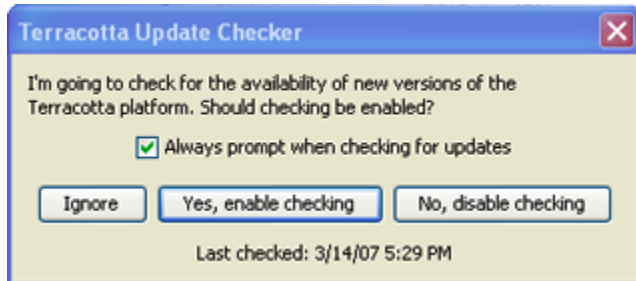 Terracotta Update Checker
I'm going to check for the availability of new versions of the
Terracotta platform. Should checking be enabled?
Always prompt when checking for updates
Ignore Yes, enable checking No, disable checking
Last checked: 3/14/07 5:29 PM